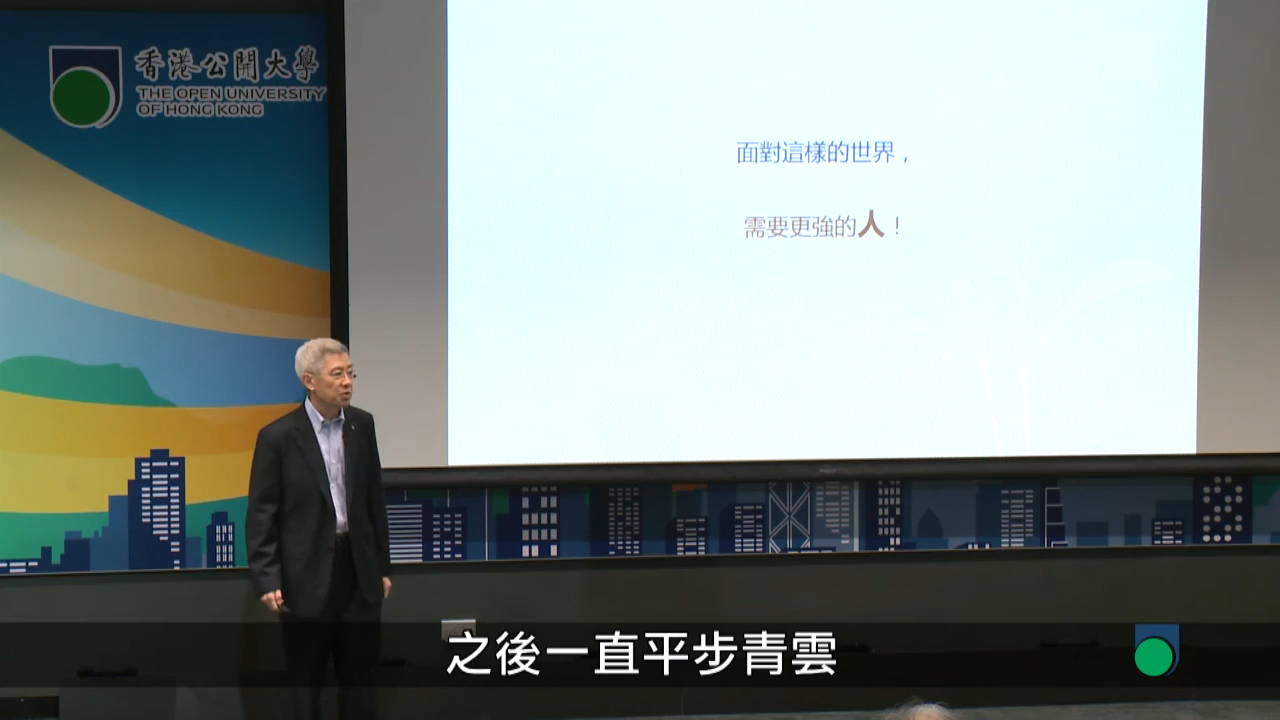 香港公開大學
THE OPEN UNIVERSITY
OF HONG KONG
面對這樣的世界，
需要更強的人！
之後一直平步青雲